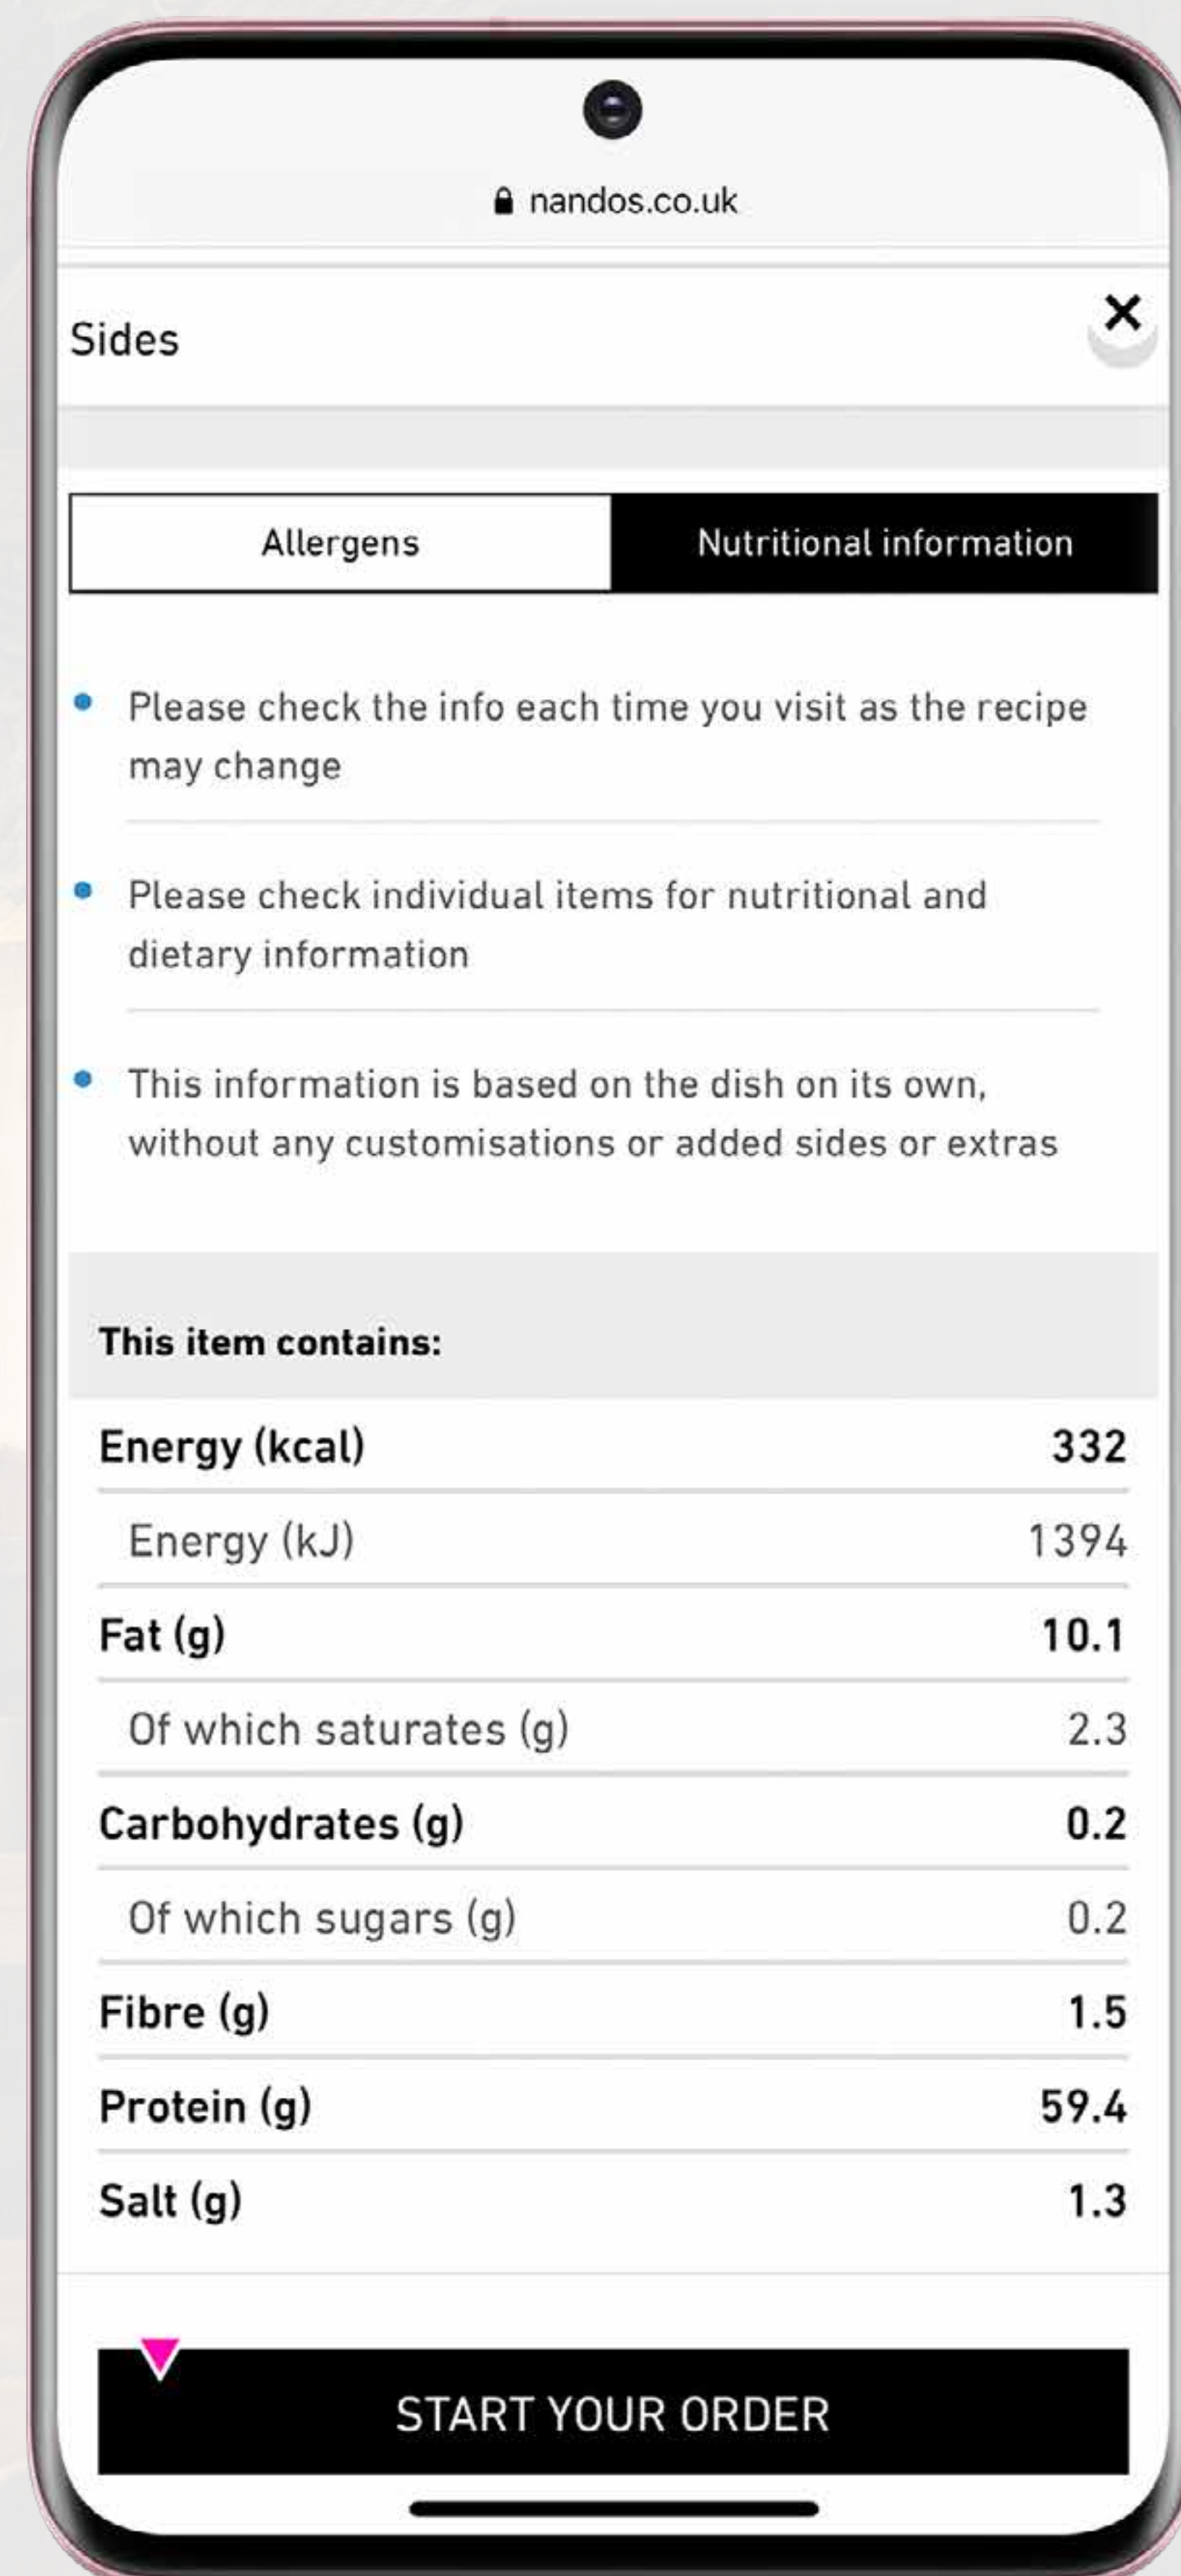 nandos.co.uk
Sides
Allergens
Nutritional information
Please check the info each time you visit as the recipe
may change
Please check individual items for nutritional and
dietary information
This information is based on the dish on its own,
without any customisations or added sides or extras
This item contains:
Energy (kcal) 332
Energy (kJ) 1394
Fat (g) 10.1
Of which saturates (g) 2.3
Carbohydrates (g) 0.2
Of which sugars (g) 0.2
Fibre (g) 1.5
Protein (g) 59.4
Salt (g) 1.3
START YOUR ORDER